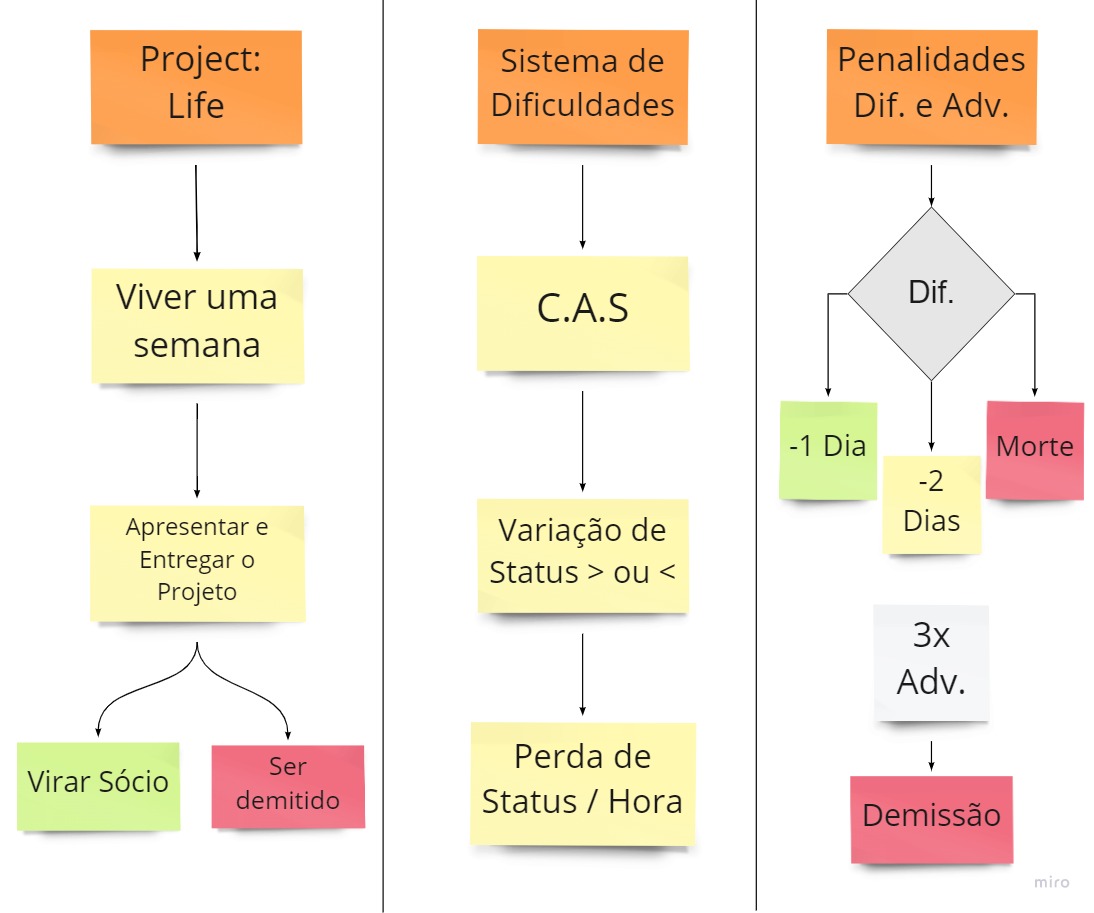 Project:
Life
Viver uma
semana
Apresentar e
Entregar o
Projeto
Virar Sócio
Ser
demitido
Sistema de
Dificuldades
C.A.S
Variação de
Status > ou <
Perda de
Status / Hora
Penalidades
Dif. e Adv.
Dif.
-1 Dia
-2
Dias
Morte
3x
Adv.
Demissão
miro